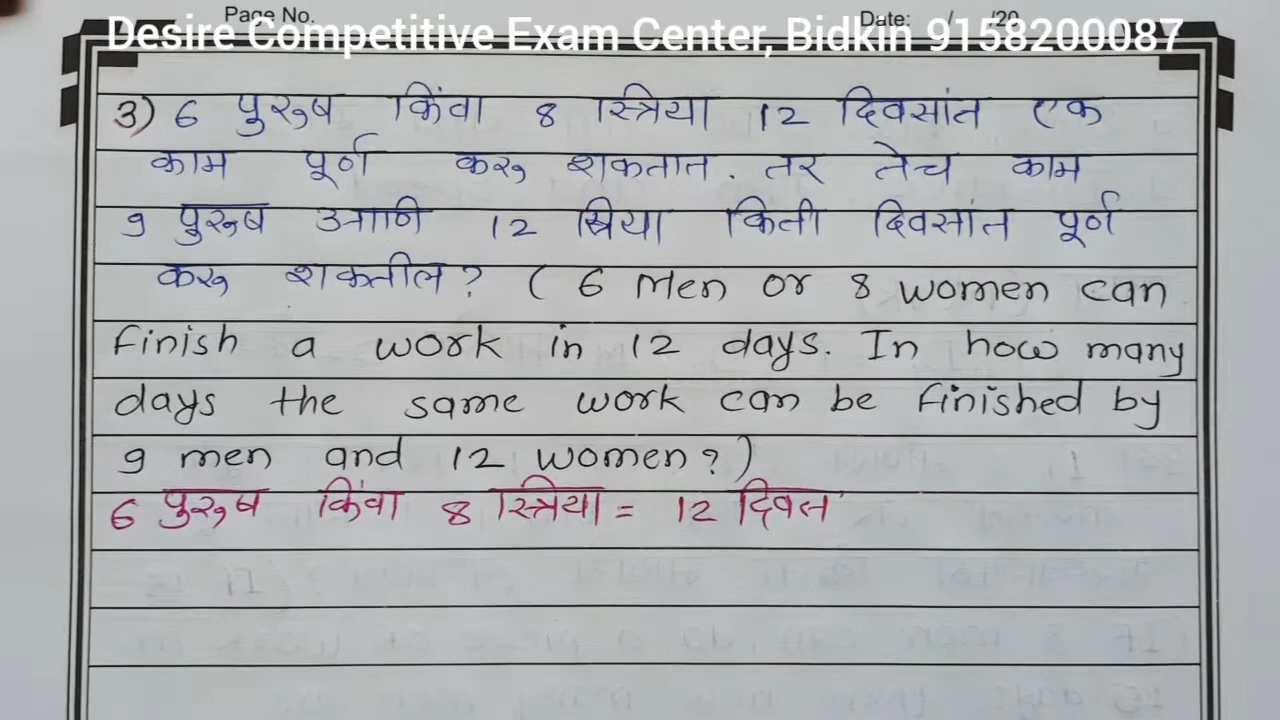 Page No.
Date: / /20
Desire Competitive Exam Center, Bidkin 9158200087
3) 6 पुरुष किंवा 8 स्त्रिया 12 दिवसांत एक
काम पूर्ण करू शकतात. तर तेच काम
9 पुरुष आणि 12 स्त्रिया किती दिवसांत पूर्ण
करू शकतील? ( 6 Men or 8 women can
finish a work in 12 days. In how many
days the same work can be finished by
9 men and 12 women?)
6 पुरुष किंवा 8 स्त्रिया = 12 दिवस